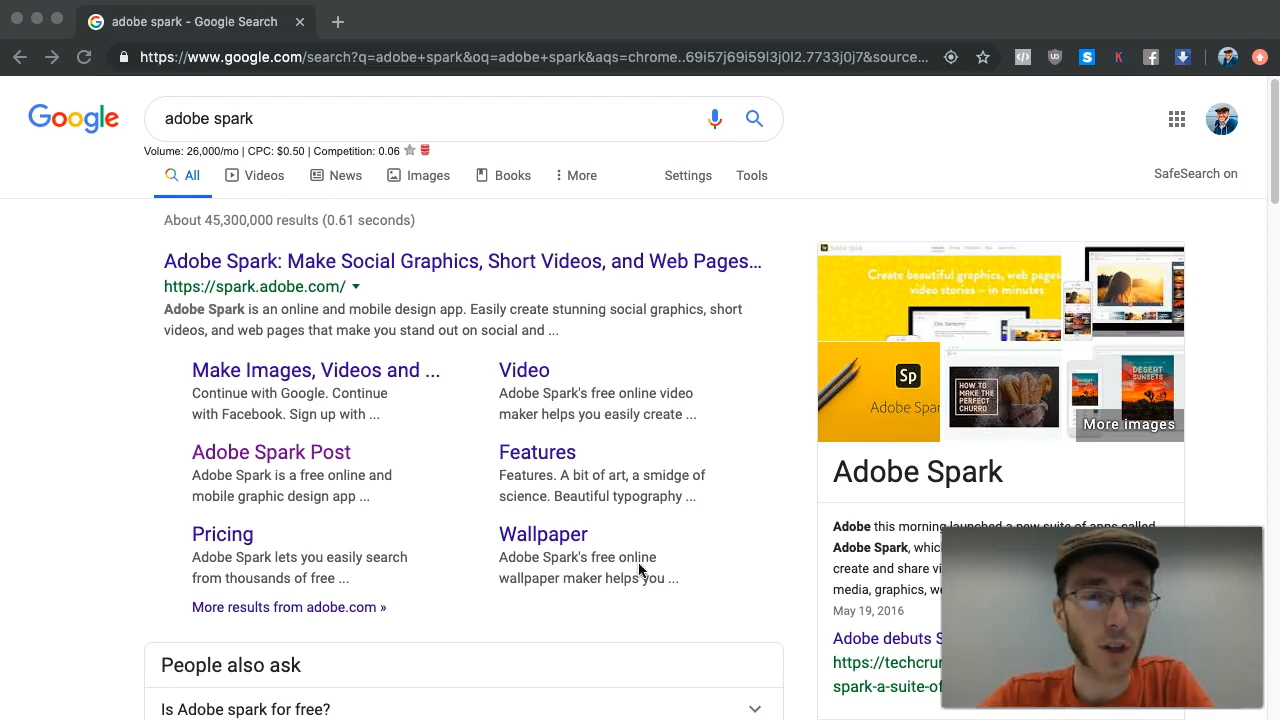 adobe spark - Google Search
https://www.google.com/search?q=adobe+spark&oq=adobe+spark&aqs=chrome..69i57j69i59l3j0l2.7733j0j7&source...
Google
adobe spark
Volume: 26,000/mo | CPC: $0.50 | Competition: 0.06
All Videos News Images Books More Settings Tools
SafeSearch on
About 45,300,000 results (0.61 seconds)
Adobe Spark: Make Social Graphics, Short Videos, and Web Pages...
https://spark.adobe.com/
Adobe Spark is an online and mobile design app. Easily create stunning social graphics, short
videos, and web pages that make you stand out on social and ...
Make Images, Videos and ...
Continue with Google. Continue
with Facebook. Sign up with ...
Video
Adobe Spark's free online video
maker helps you easily create ...
Adobe Spark Post
Adobe Spark is a free online and
mobile graphic design app ...
Features
Features. A bit of art, a smidge of
science. Beautiful typography ...
Pricing
Adobe Spark lets you easily search
from thousands of free ...
Wallpaper
Adobe Spark's free online
wallpaper maker helps you ...
More results from adobe.com »
People also ask
Is Adobe spark for free?
Adobe Spark
Create beautiful graphics, web pages
video stories – in minutes
Sp
Adobe Spar
HOW TO
MAKE THE
PERFECT
CHURRO
DESERT
SUNSETS
More images
Adobe Spark
Adobe this morning launched a new suite of apps called
Adobe Spark, whic
create and share vi
media, graphics, we
May 19, 2016
Adobe debuts S
https://techcru
spark-a-suite-of